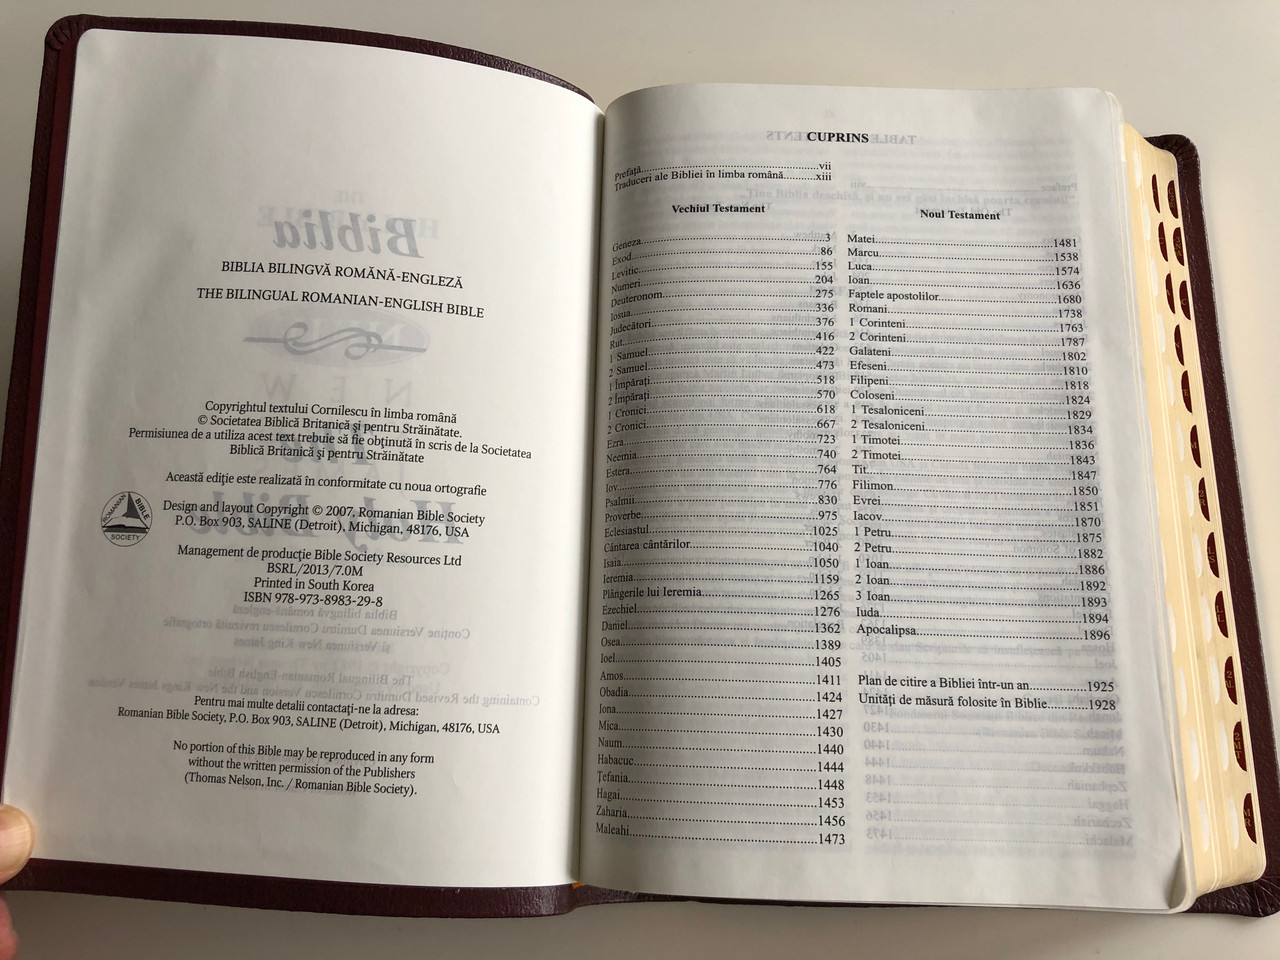 Biblia
BIBLIA BILINGVĂ ROMÂNĂ-ENGLEZĂ
THE BILINGUAL ROMANIAN-ENGLISH BIBLE
Copyrightul textului Cornilescu în limba română
© Societatea Biblică Britanică şi pentru Străinătate.
Permisiunea de a utiliza acest text trebuie să fie obţinută în scris de la Societatea
Biblică Britanică şi pentru Străinătate
Această ediţie este realizată în conformitate cu noua ortografie
ROMANIAN BIBLE SOCIETY
Design and layout Copyright © 2007, Romanian Bible Society
P.O. Box 903, SALINE (Detroit), Michigan, 48176, USA
Management de producţie Bible Society Resources Ltd
BSRL/2013/7.0M
Printed in South Korea
ISBN 978-973-8983-29-8
Pentru mai multe detalii contactaţi-ne la adresa:
Romanian Bible Society, P.O. Box 903, SALINE (Detroit), Michigan, 48176, USA
No portion of this Bible may be reproduced in any form
without the written permission of the Publishers
(Thomas Nelson, Inc. / Romanian Bible Society).
CUPRINS
Prefaţă...vii
Traduceri ale Bibliei în limba română...xiii
Vechiul Testament
Geneza...3
Exod...86
Levitic...155
Numeri...204
Deuteronom...275
Iosua...336
Judecători...376
Rut...416
1 Samuel...422
2 Samuel...473
1 Împăraţi...518
2 Împăraţi...570
1 Cronici...618
2 Cronici...667
Ezra...723
Neemia...740
Estera...764
Iov...776
Psalmii...830
Proverbe...975
Eclesiastul...1025
Cântarea cântărilor...1040
Isaia...1050
Ieremia...1159
Plângerile lui Ieremia...1265
Ezechiel...1276
Daniel...1362
Osea...1389
Ioel...1405
Amos...1411
Obadia...1424
Iona...1427
Mica...1430
Naum...1440
Habacuc...1444
Ţefania...1448
Hagai...1453
Zaharia...1456
Maleahi...1473
Noul Testament
Matei...1481
Marcu...1538
Luca...1574
Ioan...1636
Faptele apostolilor...1680
Romani...1738
1 Corinteni...1763
2 Corinteni...1787
Galateni...1802
Efeseni...1810
Filipeni...1818
Coloseni...1824
1 Tesaloniceni...1829
2 Tesaloniceni...1834
1 Timotei...1836
2 Timotei...1843
Tit...1847
Filimon...1850
Evrei...1851
Iacov...1870
1 Petru...1875
2 Petru...1882
1 Ioan...1886
2 Ioan...1892
3 Ioan...1893
Iuda...1894
Apocalipsa...1896
Plan de citire a Bibliei într-un an...1925
Unităţi de măsură folosite în Biblie...1928